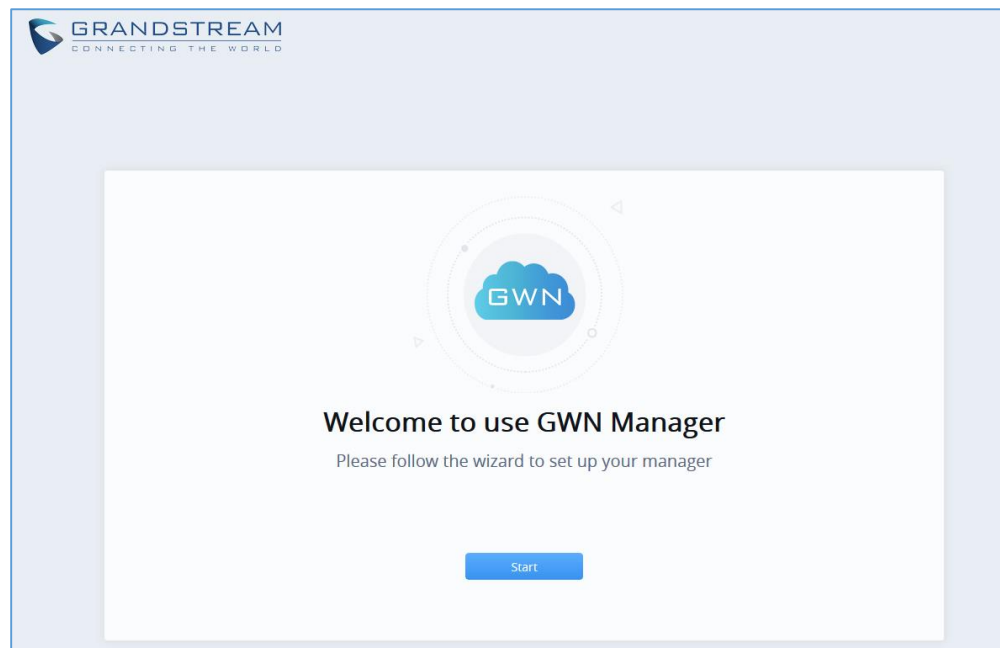 GRANDSTREAM
CONNECTING THE WORLD
GWN
Welcome to use GWN Manager
Please follow the wizard to set up your manager
Start